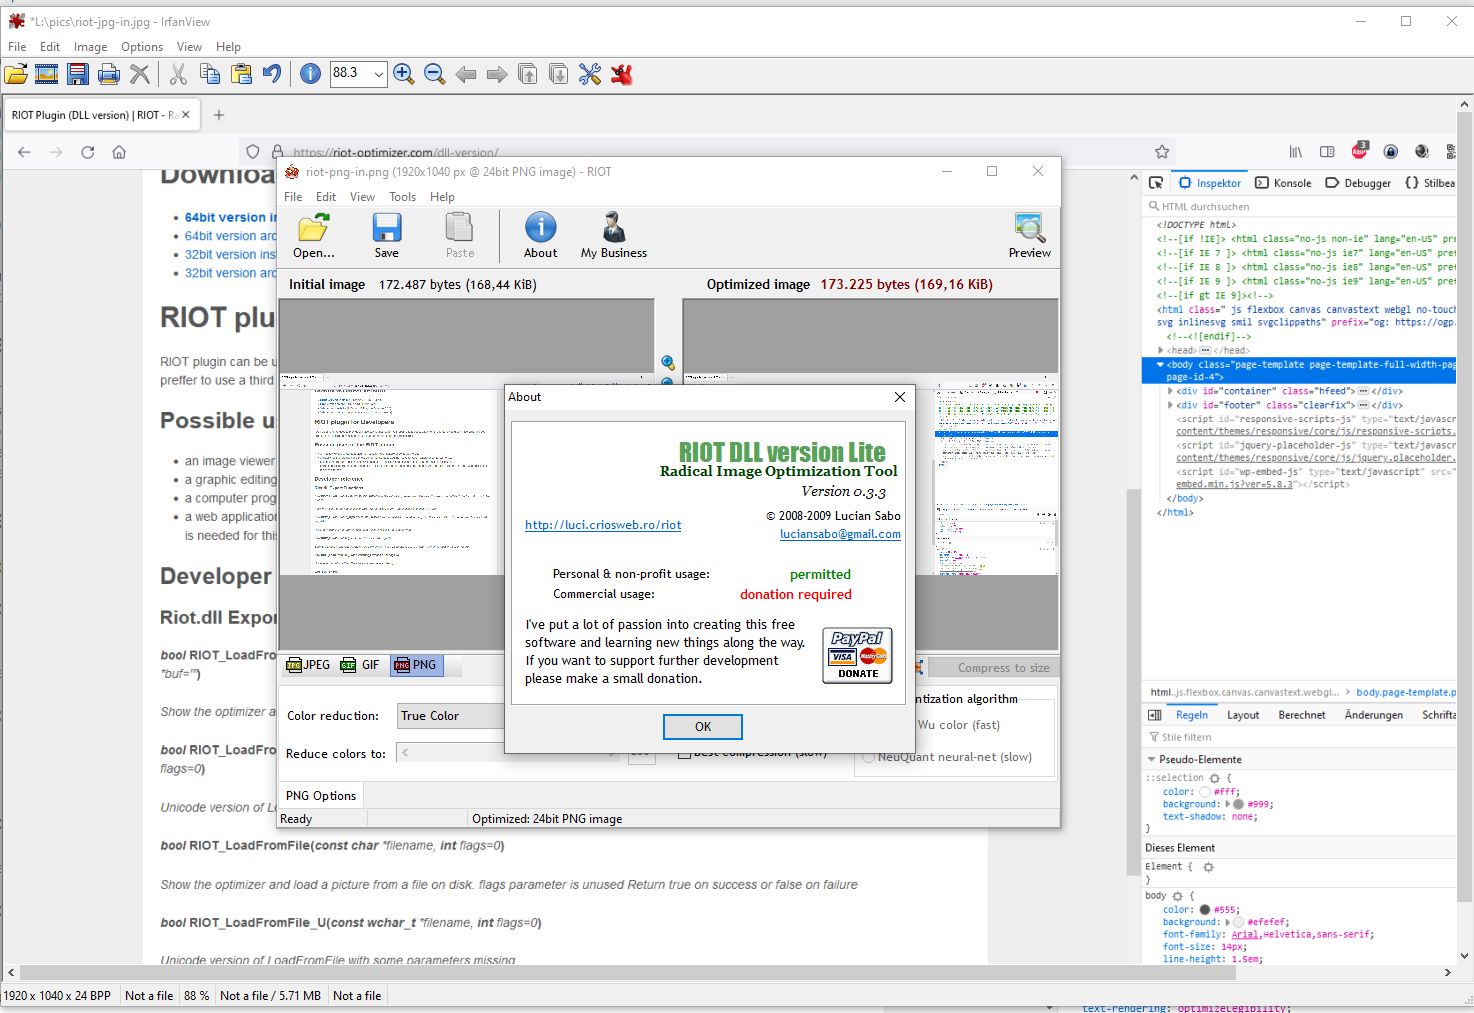 *L:\pics\riot-jpg-in.jpg - IrfanView
File Edit Image Options View Help
88.3
RIOT Plugin (DLL version) | RIOT - Ra
https://riot-optimizer.com/dll-version/
64bit version in
64bit version arc
32bit version ins
32bit version arc
RIOT plu
RIOT plugin can be u
preffer to use a third
Possible us
an image viewer
a graphic editing
a computer prog
a web application
is needed for this
Developer
Riot.dll Expor
bool RIOT_LoadFrom
*buf="")
Show the optimizer a
bool RIOT_LoadFrom
flags=0)
Unicode version of Lo
bool RIOT_LoadFromFile(const char *filename, int flags=0)
Show the optimizer and load a picture from a file on disk. flags parameter is unused Return true on success or false on failure
bool RIOT_LoadFromFile_U(const wchar_t *filename, int flags=0)
Unicode version of LoadFromFile with some parameters missing
riot-png-in.png (1920x1040 px @ 24bit PNG image) - RIOT
File Edit View Tools Help
Open... Save Paste About My Business Preview
Initial image 172.487 bytes (168,44 KiB)
Optimized image 173.225 bytes (169,16 KiB)
RIOT plugin for Developers
Developer reference
JPEG GIF PNG
Compress to size
Color reduction: True Color
Reduce colors to:
ntization algorithm
Wu color (fast)
Best compression (slow)
NeuQuant neural-net (slow)
PNG Options
Ready
Optimized: 24bit PNG image
About
RIOT DLL version Lite
Radical Image Optimization Tool
Version 0.3.3
© 2008-2009 Lucian Sabo
http://luci.criosweb.ro/riot
luciansabo@gmail.com
Personal & non-profit usage: permitted
Commercial usage: donation required
I've put a lot of passion into creating this free
software and learning new things along the way.
If you want to support further development
please make a small donation.
PayPal
VISA
DONATE
OK
3
Inspektor Konsole Debugger Stilbea
HTML durchsuchen
<!DOCTYPE html>
<!--[if !IE]> <html class="no-js non-ie" lang="en-US" pre
<!--[if IE 7 ]> <html class="no-js ie7" lang="en-US" pref
<!--[if IE 8 ]> <html class="no-js ie8" lang="en-US" pref
<!--[if IE 9 ]> <html class="no-js ie9" lang="en-US" pref
<!--[if gt IE 9]><!-->
<html class=" js flexbox canvas canvastext webgl no-touch
svg inlinesvg smil svgclippaths" prefix="og: https://ogp.
<!--<![endif]-->
<head> ••• </head>
<body class="page-template page-template-full-width-pag
page-id-4">
<div id="container" class="hfeed"> ••• </div>
<div id="footer" class="clearfix"> ••• </div>
<script id="responsive-scripts-js" type="text/javascr
content/themes/responsive/core/js/responsive-scripts.
<script id="jquery-placeholder-js" type="text/javascr
content/themes/responsive/core/js/jquery.placeholder.
<script id="wp-embed-js" type="text/javascript" src="
embed.min.js?ver=5.8.3"></script>
</body>
</html>
html..js.flexbox.canvas.canvastext.webgl... > body.page-template.p
Regeln Layout Berechnet Änderungen Schrifta
Stile filtern
Pseudo-Elemente
::selection {
color: #fff;
background: #999;
text-shadow: none;
}
Dieses Element
Element {
}
body {
color: #555;
background: #efefef;
font-family: Arial,Helvetica,sans-serif;
font-size: 14px;
line-height: 1.5em;
text-rendering: optimizeLegibility;
1920 x 1040 x 24 BPP Not a file 88 % Not a file / 5.71 MB Not a file